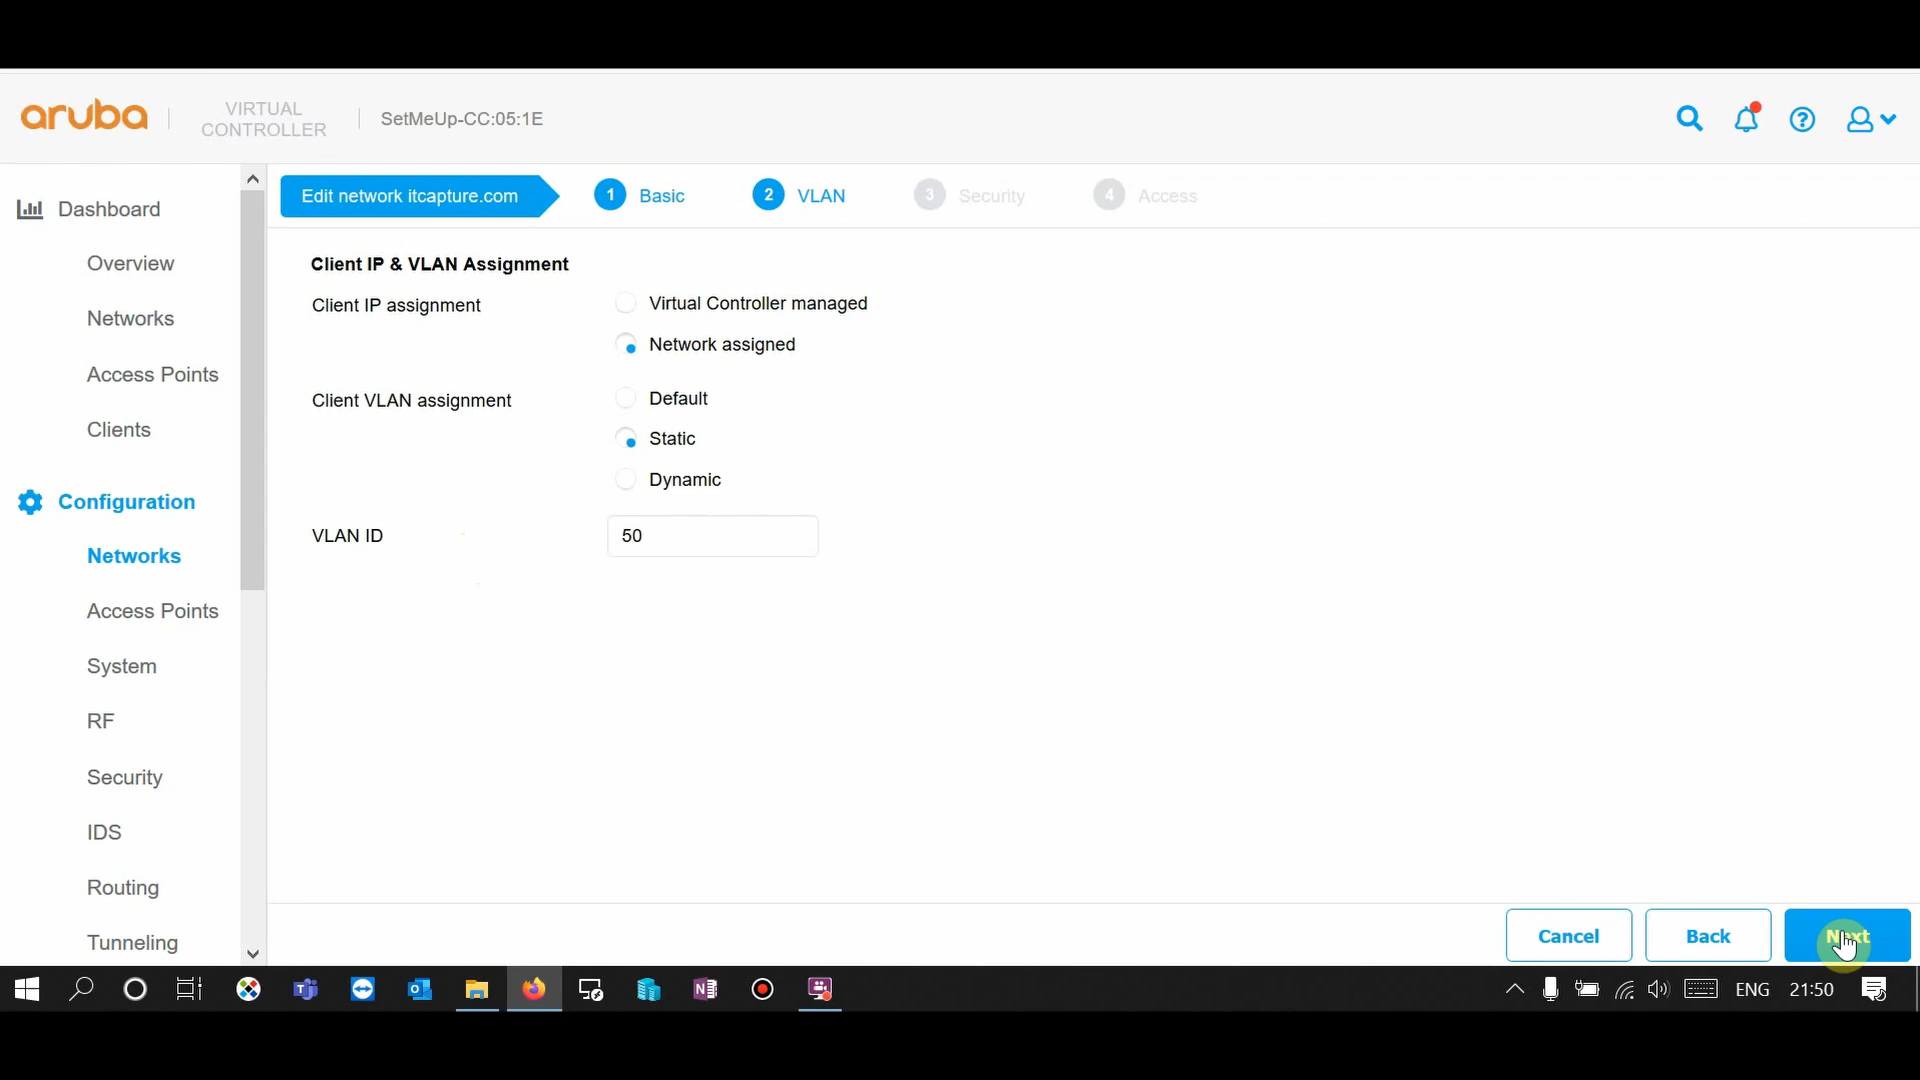 aruba
VIRTUAL
CONTROLLER
SetMeUp-CC:05:1E
Dashboard
Overview
Networks
Access Points
Clients
Configuration
Networks
Access Points
System
RF
Security
IDS
Routing
Tunneling
Edit network itcapture.com
1 Basic
2 VLAN
3 Security
4 Access
Client IP & VLAN Assignment
Client IP assignment
Virtual Controller managed
Network assigned
Client VLAN assignment
Default
Static
Dynamic
VLAN ID
50
Cancel
Back
Next
ENG
21:50